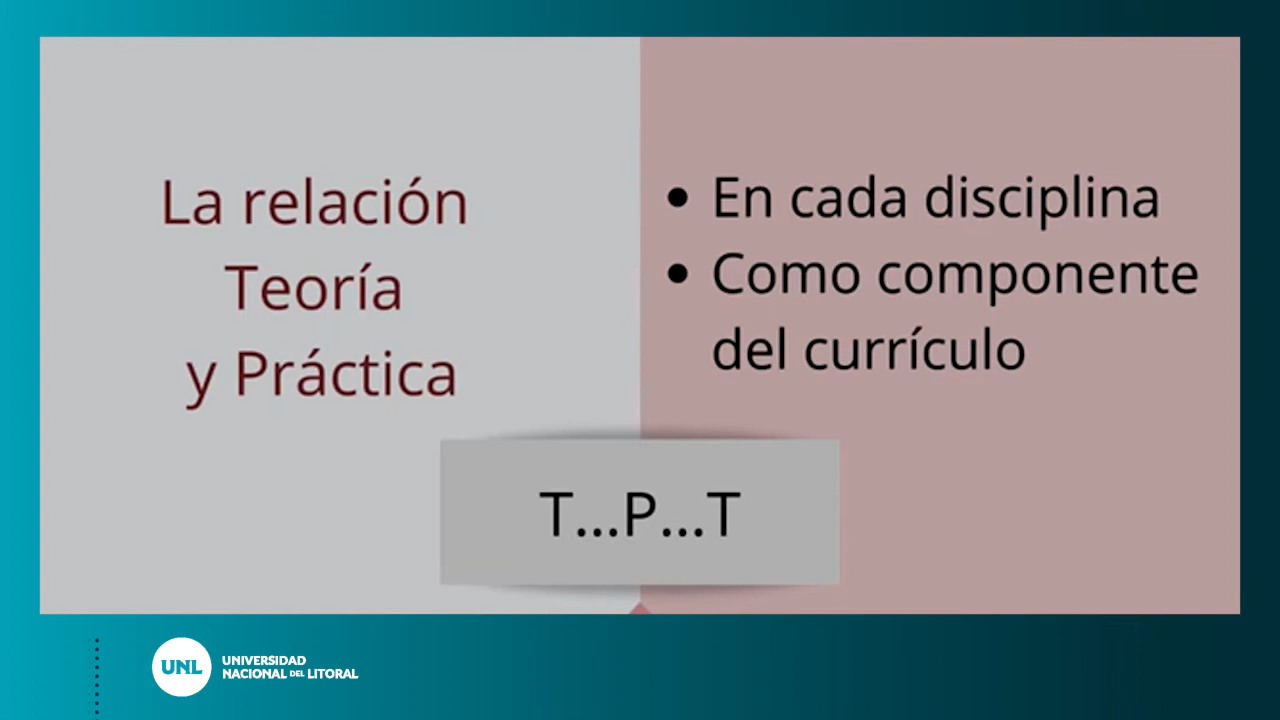 La relación
Teoría
y Práctica
• En cada disciplina
• Como componente
del currículo
T...P...T
UNL
UNIVERSIDAD
NACIONAL DEL LITORAL